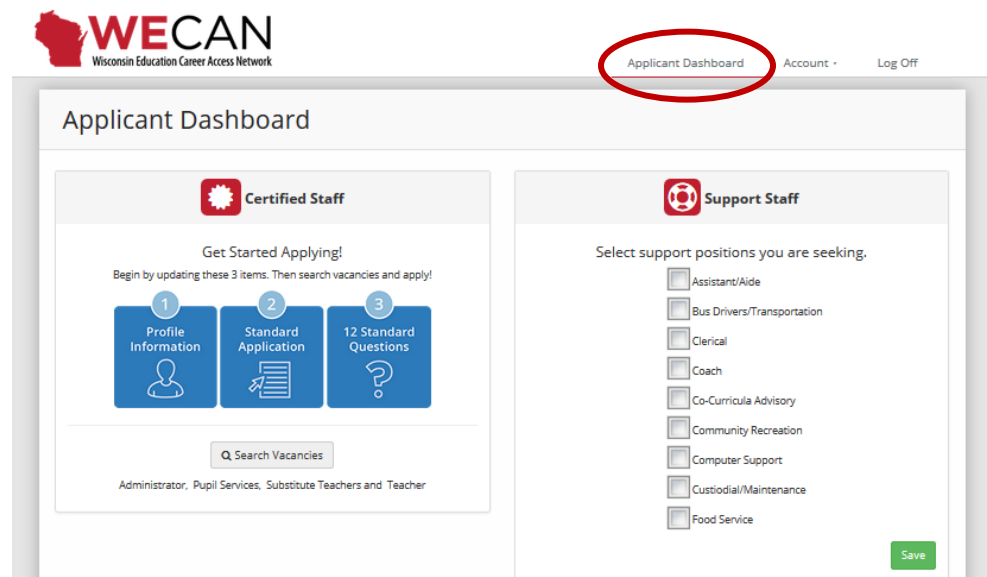 WECAN
Wisconsin Education Career Access Network
Applicant Dashboard
Account
Log Off
Applicant Dashboard
Certified Staff
Get Started Applying!
Begin by updating these 3 items. Then search vacancies and apply!
1
Profile
Information
2
Standard
Application
3
12 Standard
Questions
Search Vacancies
Administrator, Pupil Services, Substitute Teachers and Teacher
Support Staff
Select support positions you are seeking.
Assistant/Aide
Bus Drivers/Transportation
Clerical
Coach
Co-Curricula Advisory
Community Recreation
Computer Support
Custiodial/Maintenance
Food Service
Save